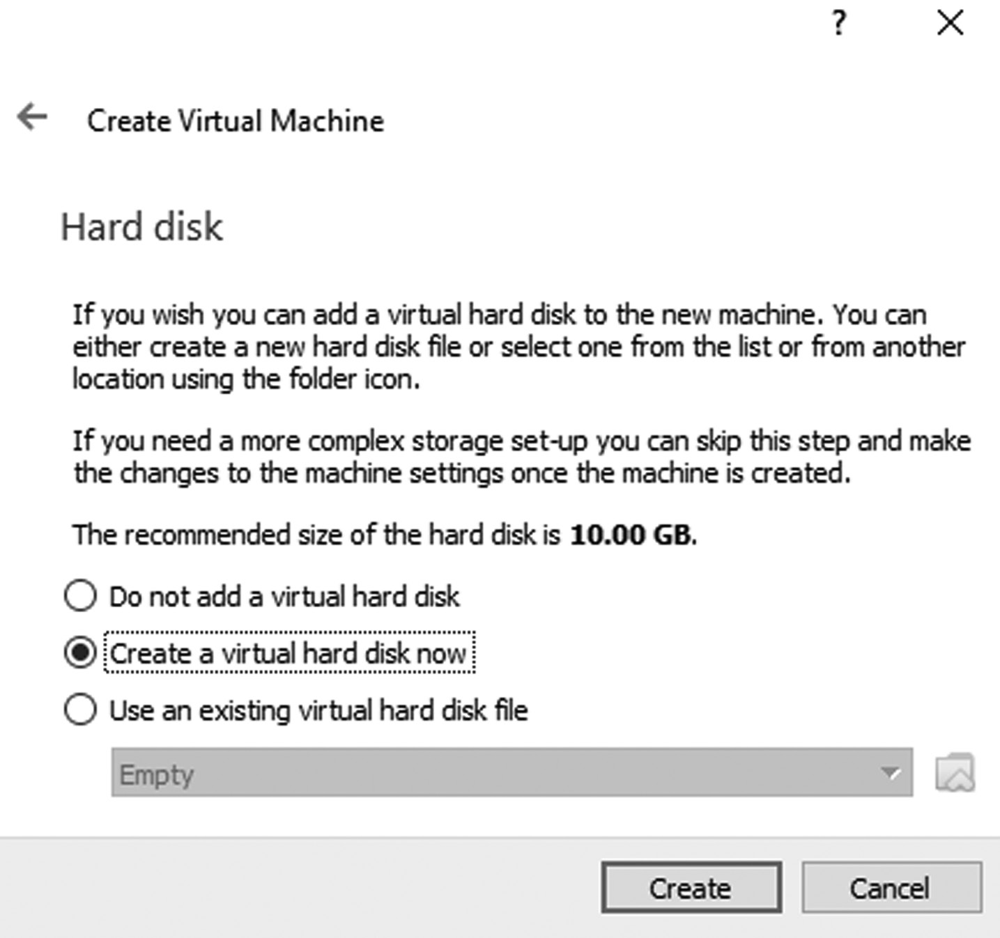 ?
Create Virtual Machine
Hard disk
If you wish you can add a virtual hard disk to the new machine. You can
either create a new hard disk file or select one from the list or from another
location using the folder icon.
If you need a more complex storage set-up you can skip this step and make
the changes to the machine settings once the machine is created.
The recommended size of the hard disk is 10.00 GB.
Do not add a virtual hard disk
Create a virtual hard disk now
Use an existing virtual hard disk file
Empty
Create Cancel